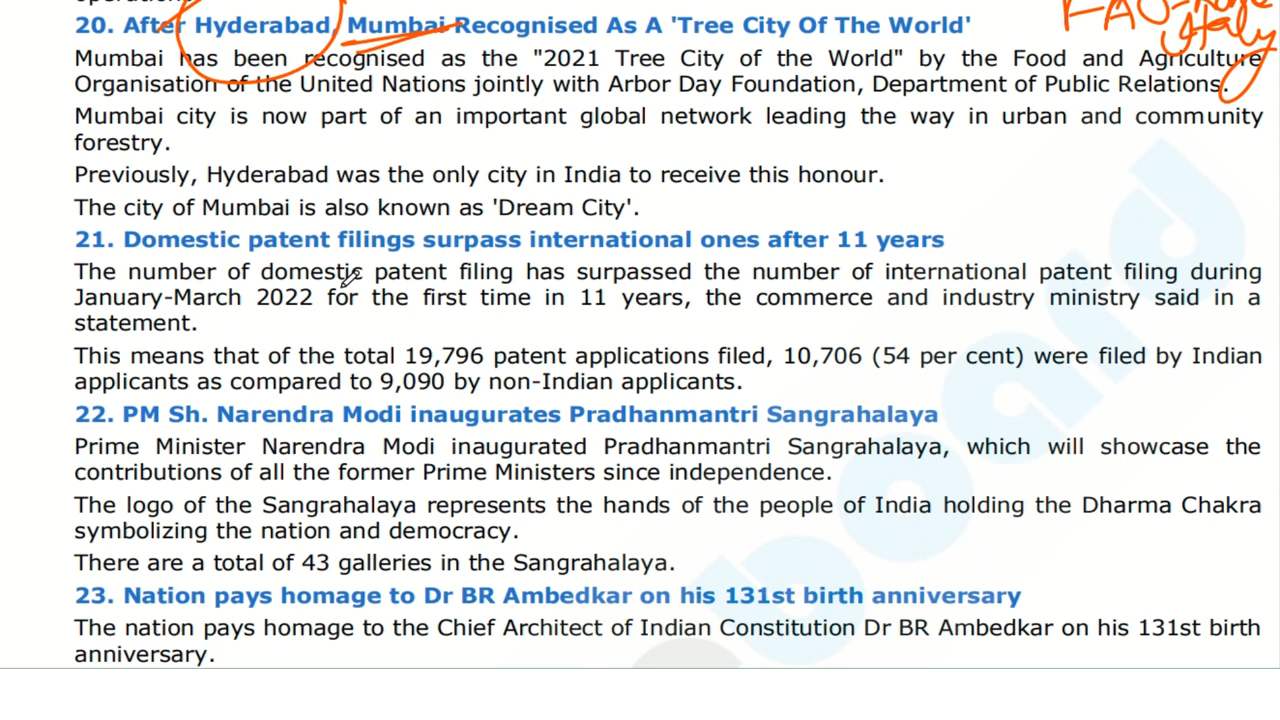 20. After Hyderabad, Mumbai Recognised As A 'Tree City Of The World'
FAO - Rome
Italy
Mumbai has been recognised as the "2021 Tree City of the World" by the Food and Agriculture
Organisation of the United Nations jointly with Arbor Day Foundation, Department of Public Relations.
Mumbai city is now part of an important global network leading the way in urban and community
forestry.
Previously, Hyderabad was the only city in India to receive this honour.
The city of Mumbai is also known as 'Dream City'.
21. Domestic patent filings surpass international ones after 11 years
The number of domestic patent filing has surpassed the number of international patent filing during
January-March 2022 for the first time in 11 years, the commerce and industry ministry said in a
statement.
This means that of the total 19,796 patent applications filed, 10,706 (54 per cent) were filed by Indian
applicants as compared to 9,090 by non-Indian applicants.
22. PM Sh. Narendra Modi inaugurates Pradhanmantri Sangrahalaya
Prime Minister Narendra Modi inaugurated Pradhanmantri Sangrahalaya, which will showcase the
contributions of all the former Prime Ministers since independence.
The logo of the Sangrahalaya represents the hands of the people of India holding the Dharma Chakra
symbolizing the nation and democracy.
There are a total of 43 galleries in the Sangrahalaya.
23. Nation pays homage to Dr BR Ambedkar on his 131st birth anniversary
The nation pays homage to the Chief Architect of Indian Constitution Dr BR Ambedkar on his 131st birth
anniversary.